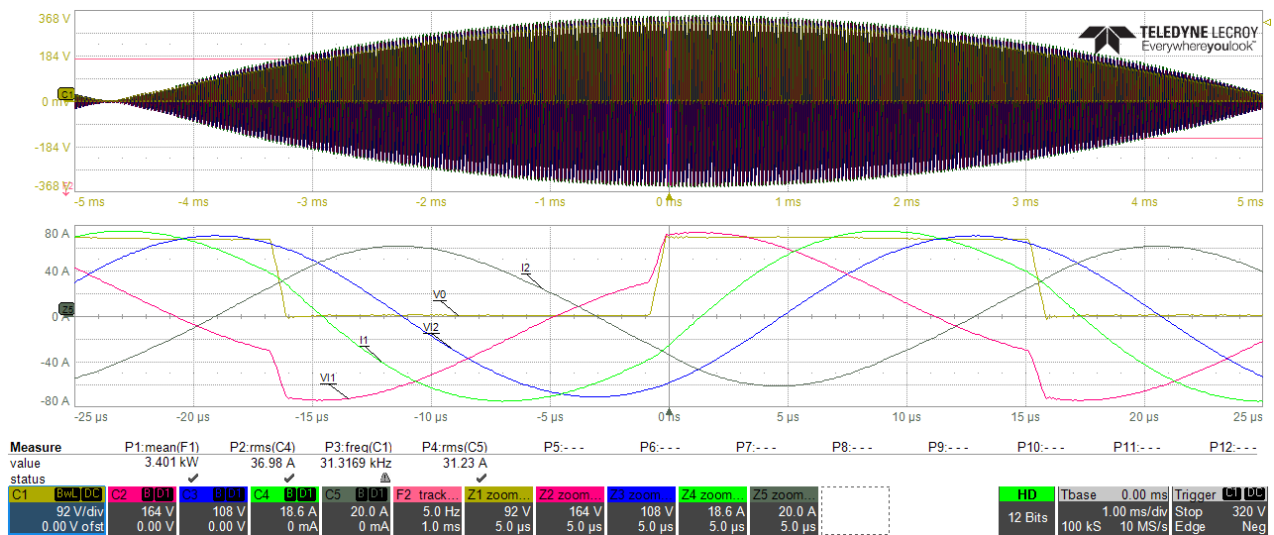 368 V
184 V
C1
0 mV
-184 V
-368 V F2
-5 ms -4 ms -3 ms -2 ms -1 ms 0 ms 1 ms 2 ms 3 ms 4 ms 5 ms
TELEDYNE LECROY
Everywhereyoulook™
80 A
40 A
Z5
0 A
-40 A
-80 A
I2
V0
VI2
I1
VI1
-25 µs -20 µs -15 µs -10 µs -5 µs 0 ns 5 µs 10 µs 15 µs 20 µs 25 µs
Measure P1:mean(F1) P2:rms(C4) P3:freq(C1) P4:rms(C5) P5:--- P6:--- P7:--- P8:--- P9:--- P10:--- P11:--- P12:---
value 3.401 kW 36.98 A 31.3169 kHz 31.23 A
status
C1 BwL DC C2 B D1 C3 B D1 C4 B D1 C5 B D1 F2 track... Z1 zoom... Z2 zoom... Z3 zoom... Z4 zoom... Z5 zoom... HD Tbase 0.00 ms Trigger C1 DC
92 V/div 164 V 108 V 18.6 A 20.0 A 5.0 Hz 92 V 164 V 108 V 18.6 A 20.0 A 12 Bits 1.00 ms/div Stop 320 V
0.00 V ofst 0.00 V 0.00 V 0 mA 0 mA 1.0 ms 5.0 µs 5.0 µs 5.0 µs 5.0 µs 5.0 µs 100 kS 10 MS/s Edge Neg